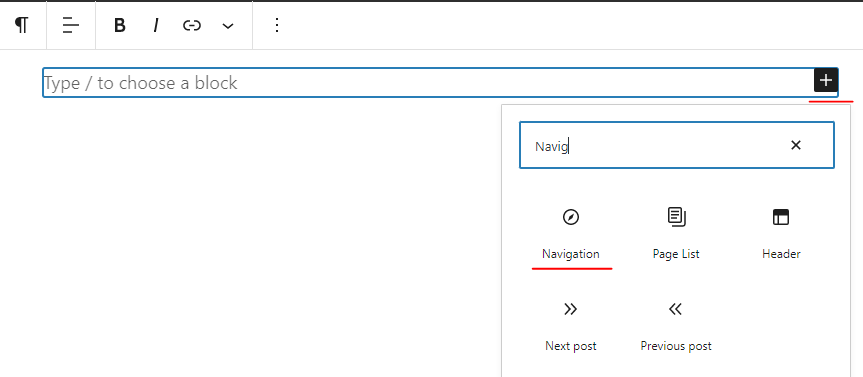 B I
Type / to choose a block
Navig
Navigation Page List Header
Next post Previous post